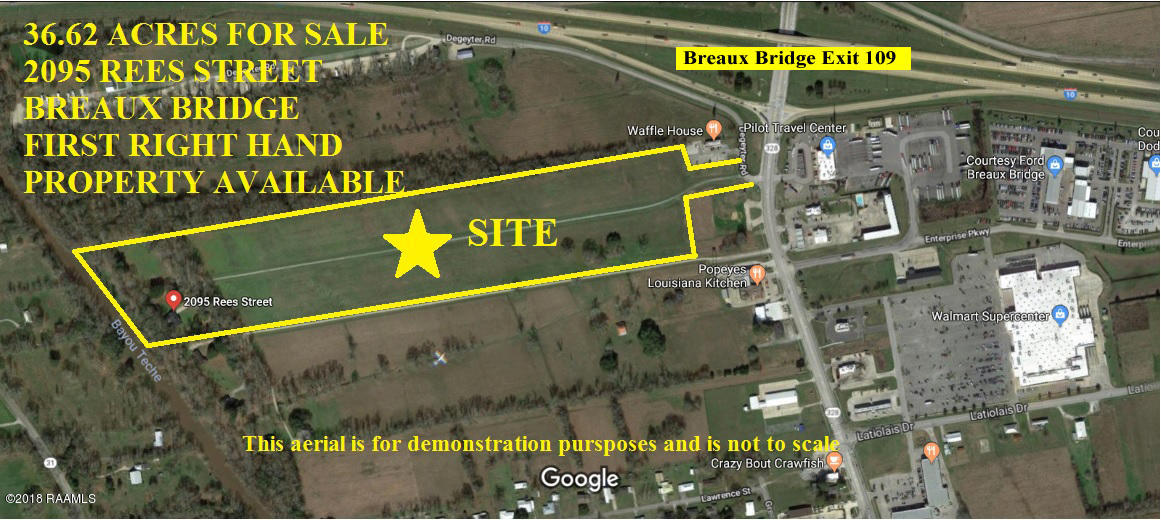 36.62 ACRES FOR SALE
2095 REES STREET
BREAUX BRIDGE
FIRST RIGHT HAND
PROPERTY AVAILABLE
Degeyter Rd
10
Breaux Bridge Exit 109
10
Waffle House
Degeyter Rd
Pilot Travel Center
328
Courtesy Ford
Breaux Bridge
Cou
Dod
SITE
Enterprise Pkwy
Enterpri
Popeyes
Louisiana Kitchen
2095 Rees Street
Bayou Teche
Walmart Supercenter
328
Latiolais Dr
Latio
Latiolais Dr
This aerial is for demonstration pursposes and is not to scale
Crazy Bout Crawfish
31
Google
Lawrence St
Gr
©2018 RAAMLS